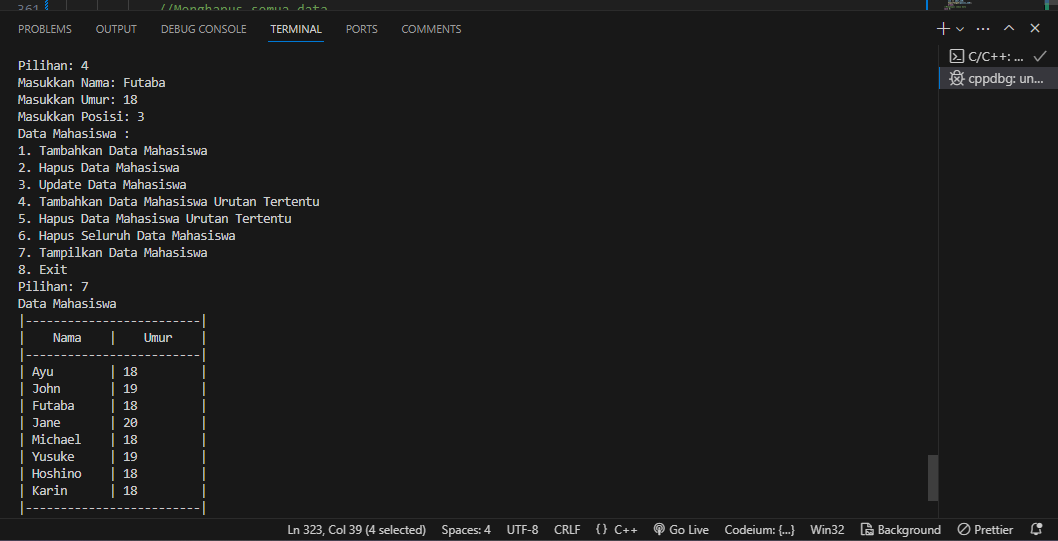 361 //Menghapus semua data
PROBLEMS OUTPUT DEBUG CONSOLE TERMINAL PORTS COMMENTS
C/C++: ...
cppdbg: un...
Pilihan: 4
Masukkan Nama: Futaba
Masukkan Umur: 18
Masukkan Posisi: 3
Data Mahasiswa :
1. Tambahkan Data Mahasiswa
2. Hapus Data Mahasiswa
3. Update Data Mahasiswa
4. Tambahkan Data Mahasiswa Urutan Tertentu
5. Hapus Data Mahasiswa Urutan Tertentu
6. Hapus Seluruh Data Mahasiswa
7. Tampilkan Data Mahasiswa
8. Exit
Pilihan: 7
Data Mahasiswa
|-------------------------|
| Nama | Umur |
|-------------------------|
| Ayu | 18 |
| John | 19 |
| Futaba | 18 |
| Jane | 20 |
| Michael | 18 |
| Yusuke | 19 |
| Hoshino | 18 |
| Karin | 18 |
|-------------------------|
Ln 323, Col 39 (4 selected) Spaces: 4 UTF-8 CRLF {} C++ Go Live Codeium: {...} Win32 Background Prettier